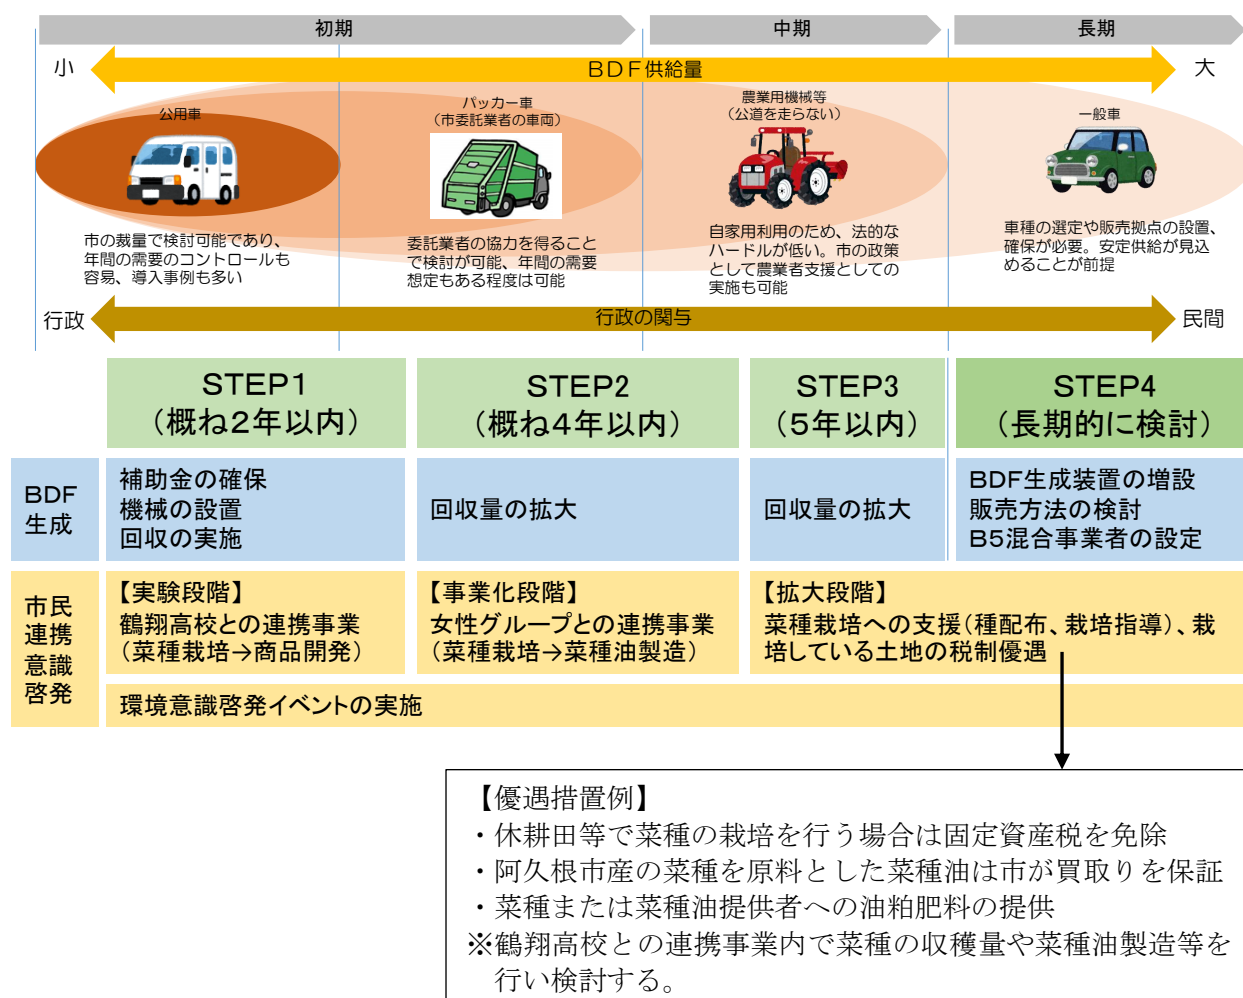 初期
中期
長期
小
BDF供給量
大
公用車
パッカー車
（市委託業者の車両）
農業用機械等
（公道を走らない）
一般車
市の裁量で検討可能であり、
年間の需要のコントロールも
容易、導入事例も多い
委託業者の協力を得ること
で検討が可能、年間の需要
想定もある程度は可能
自家用利用のため、法的な
ハードルが低い。市の政策
として農業者支援としての
実施も可能
車種の選定や販売拠点の設置、
確保が必要。安定供給が見込
めることが前提
行政
行政の関与
民間
STEP1
（概ね2年以内）
STEP2
（概ね4年以内）
STEP3
（5年以内）
STEP4
（長期的に検討）
BDF
生成
補助金の確保
機械の設置
回収の実施
回収量の拡大
回収量の拡大
BDF生成装置の増設
販売方法の検討
B5混合事業者の設定
市民
連携
意識
啓発
【実験段階】
鶴翔高校との連携事業
（菜種栽培→商品開発）
【事業化段階】
女性グループとの連携事業
（菜種栽培→菜種油製造）
【拡大段階】
菜種栽培への支援（種配布、栽培指導）、栽
培している土地の税制優遇
環境意識啓発イベントの実施
【優遇措置例】
・休耕田等で菜種の栽培を行う場合は固定資産税を免除
・阿久根市産の菜種を原料とした菜種油は市が買取りを保証
・菜種または菜種油提供者への油粕肥料の提供
※鶴翔高校との連携事業内で菜種の収穫量や菜種油製造等を
行い検討する。